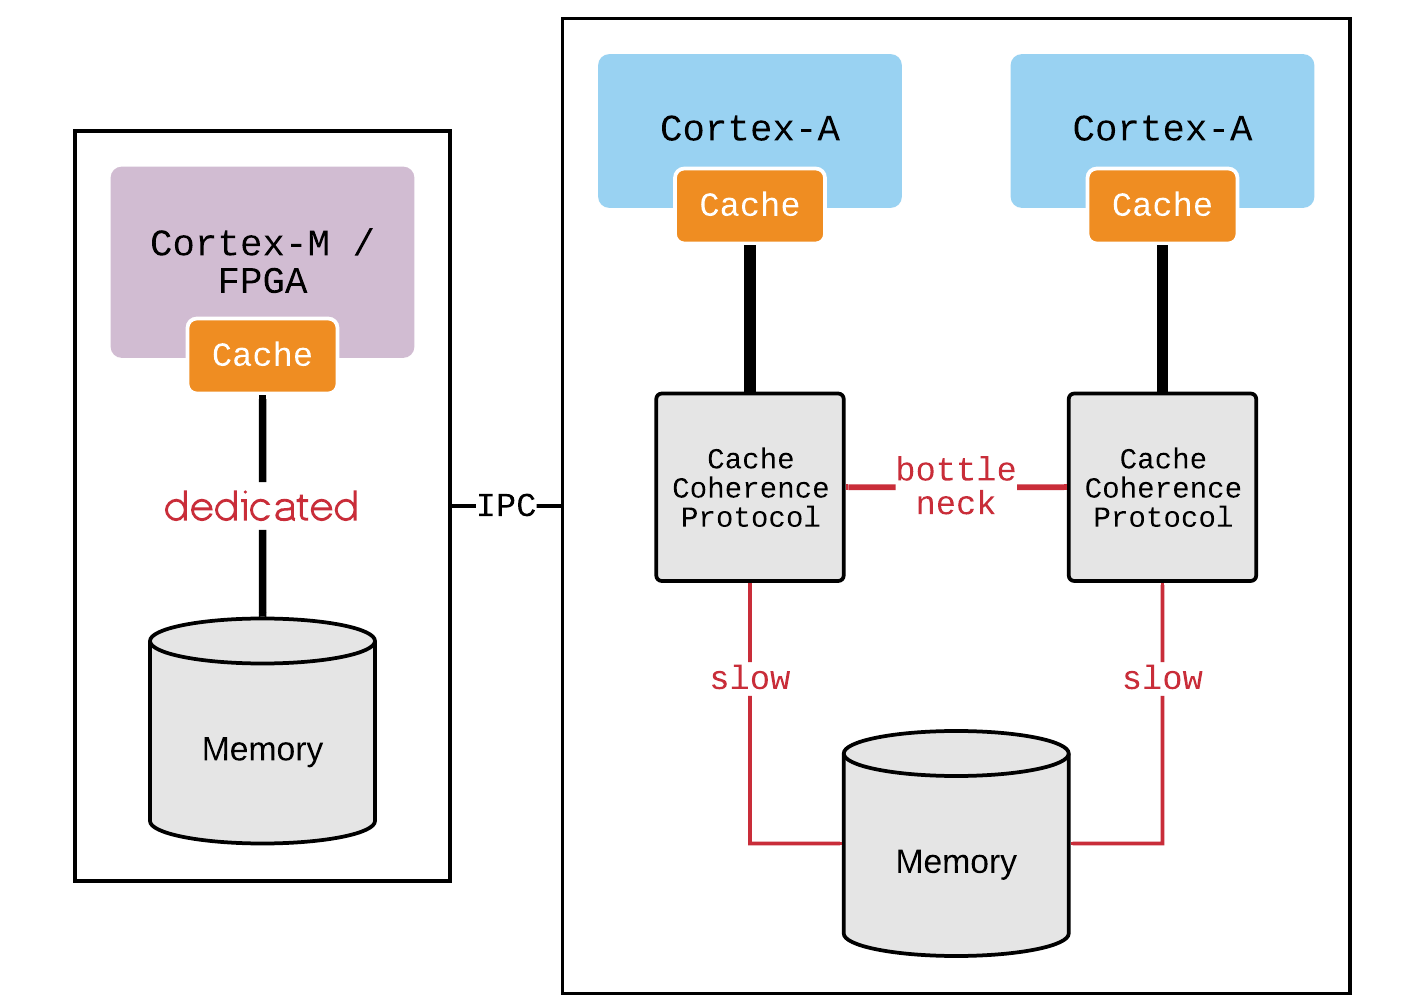 Cortex-M /
FPGA
Cache
dedicated
Memory
IPC
Cortex-A
Cache
Cortex-A
Cache
Cache
Coherence
Protocol
bottle
neck
Cache
Coherence
Protocol
slow
slow
Memory